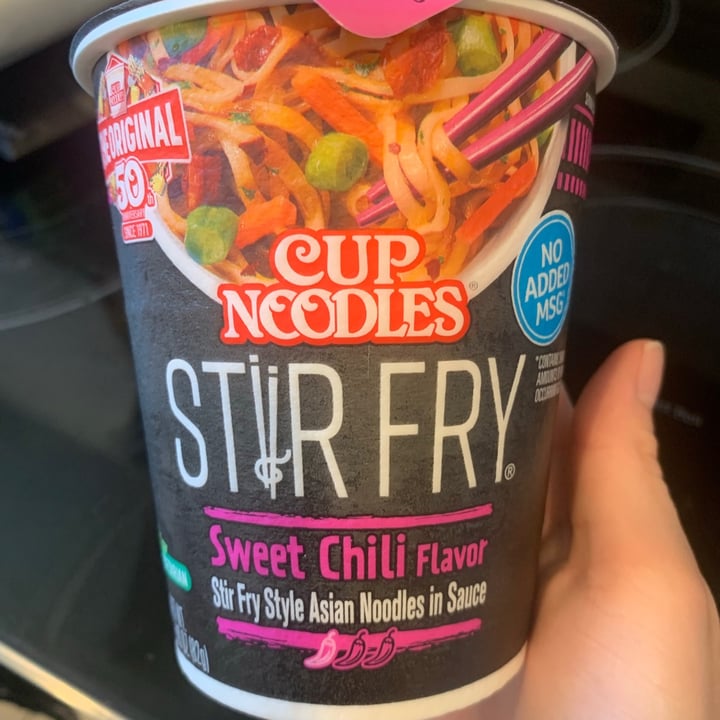 ORIGINAL
50th
ANNIVERSARY
SINCE 1971
CUP
NOODLES®
NO
ADDED
MSG*
STIR FRY®
Sweet Chili Flavor
Stir Fry Style Asian Noodles in Sauce